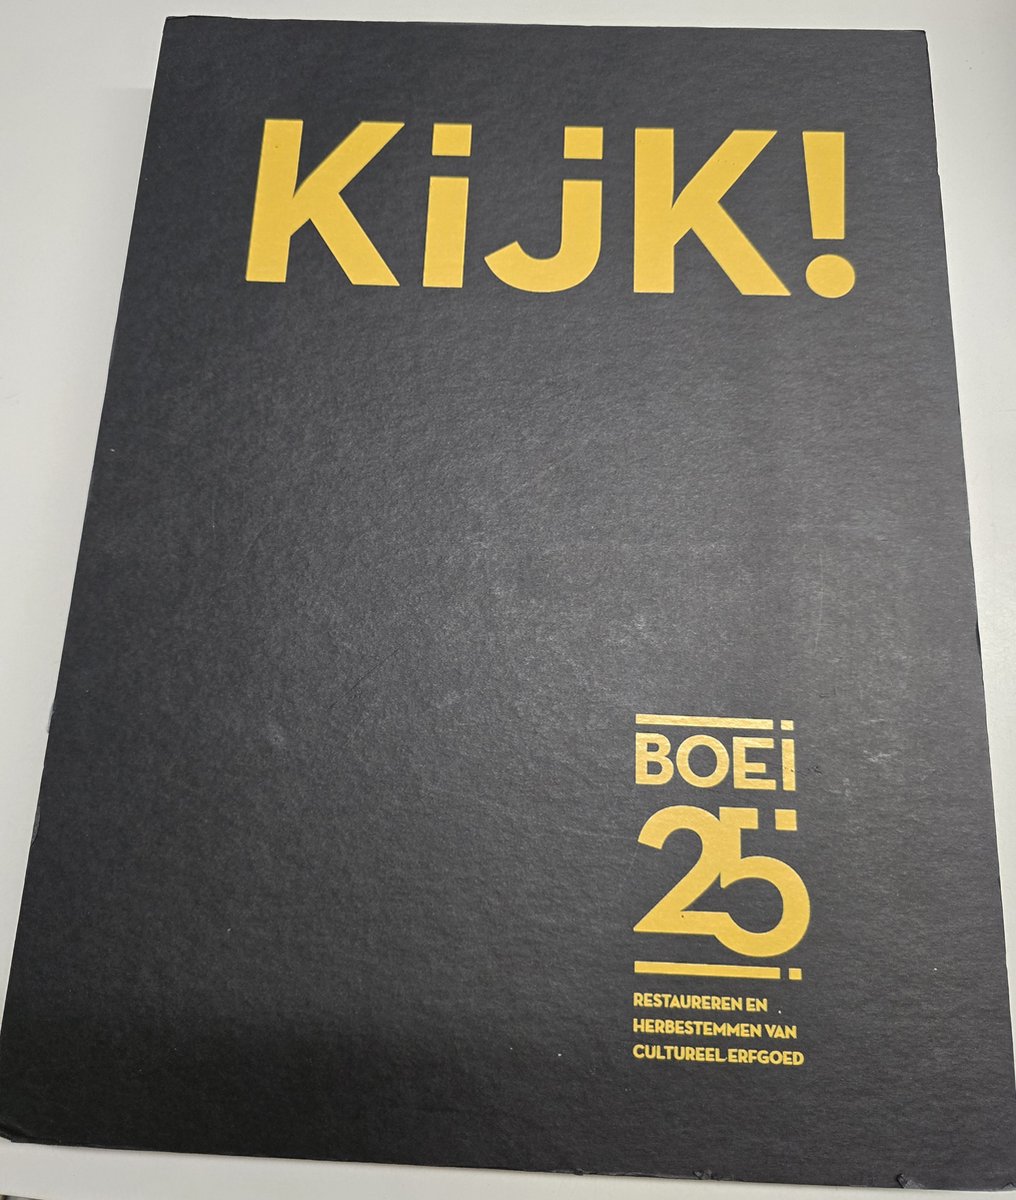 KijK!
BOEi
25
RESTAUREREN EN
HERBESTEMMEN VAN
CULTUREEL ERFGOED